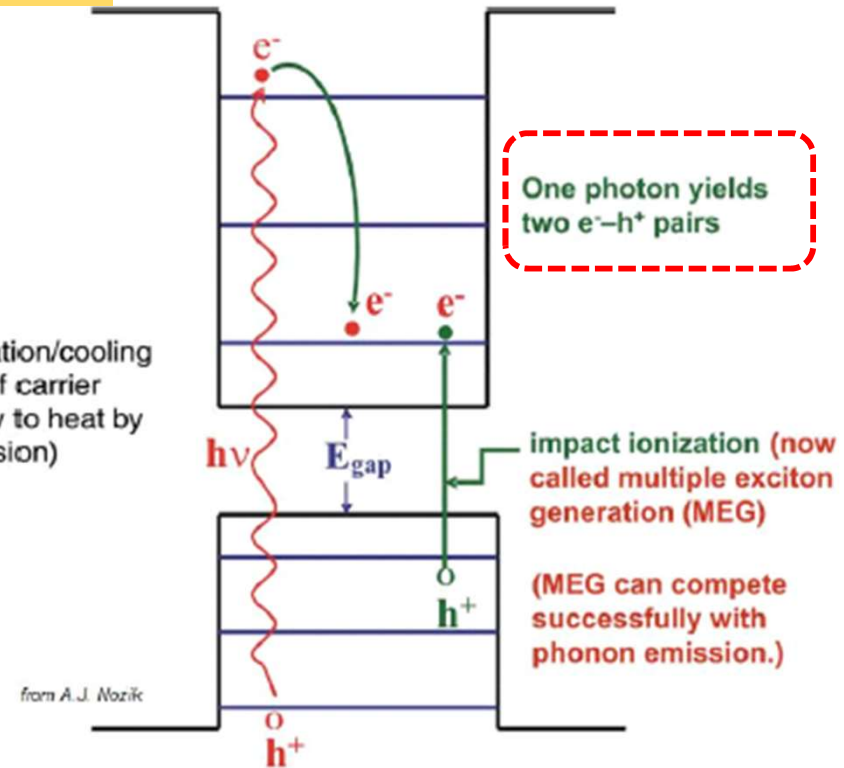 e-
One photon yields
two e-–h+ pairs
e-
e-
tion/cooling
f carrier
to heat by
sion)
hν
Egap
impact ionization (now
called multiple exciton
generation (MEG)
h+
(MEG can compete
successfully with
phonon emission.)
from A.J. Nozik
h+